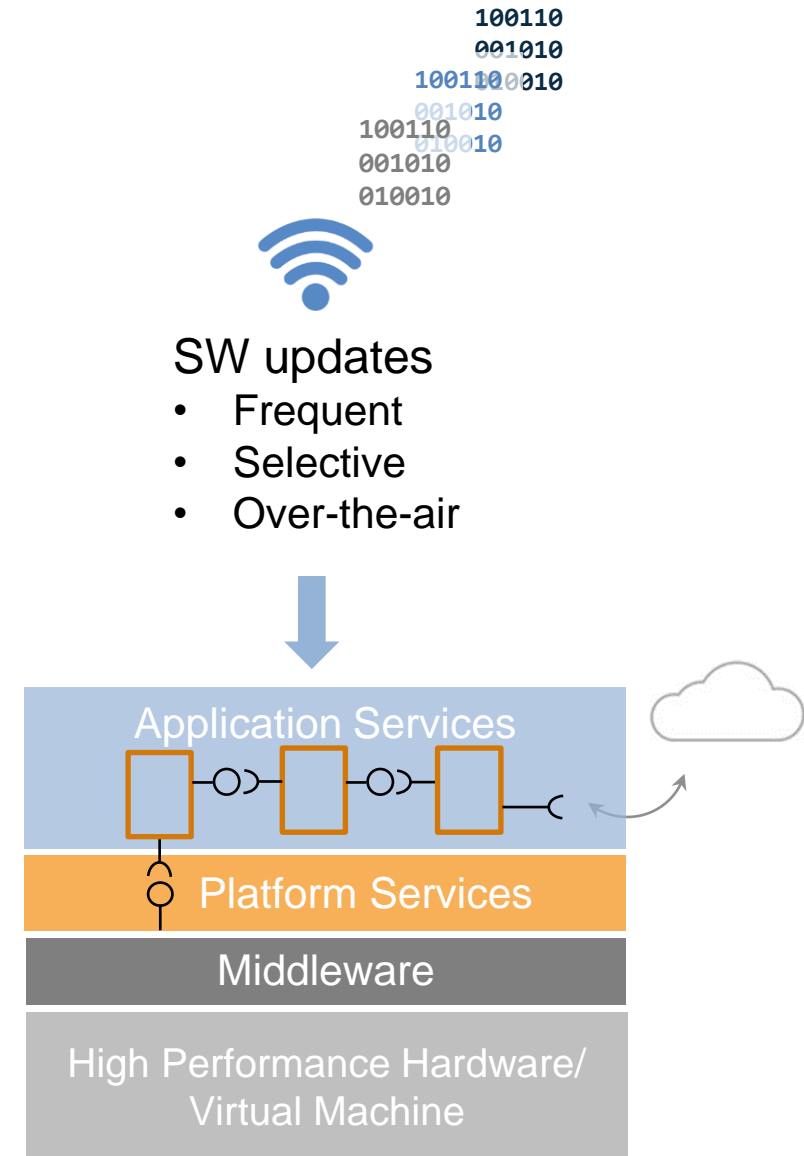 100110
001010
010010
100110
001010
010010
100110
001010
010010
SW updates
• Frequent
• Selective
• Over-the-air
Application Services
Platform Services
Middleware
High Performance Hardware/
Virtual Machine